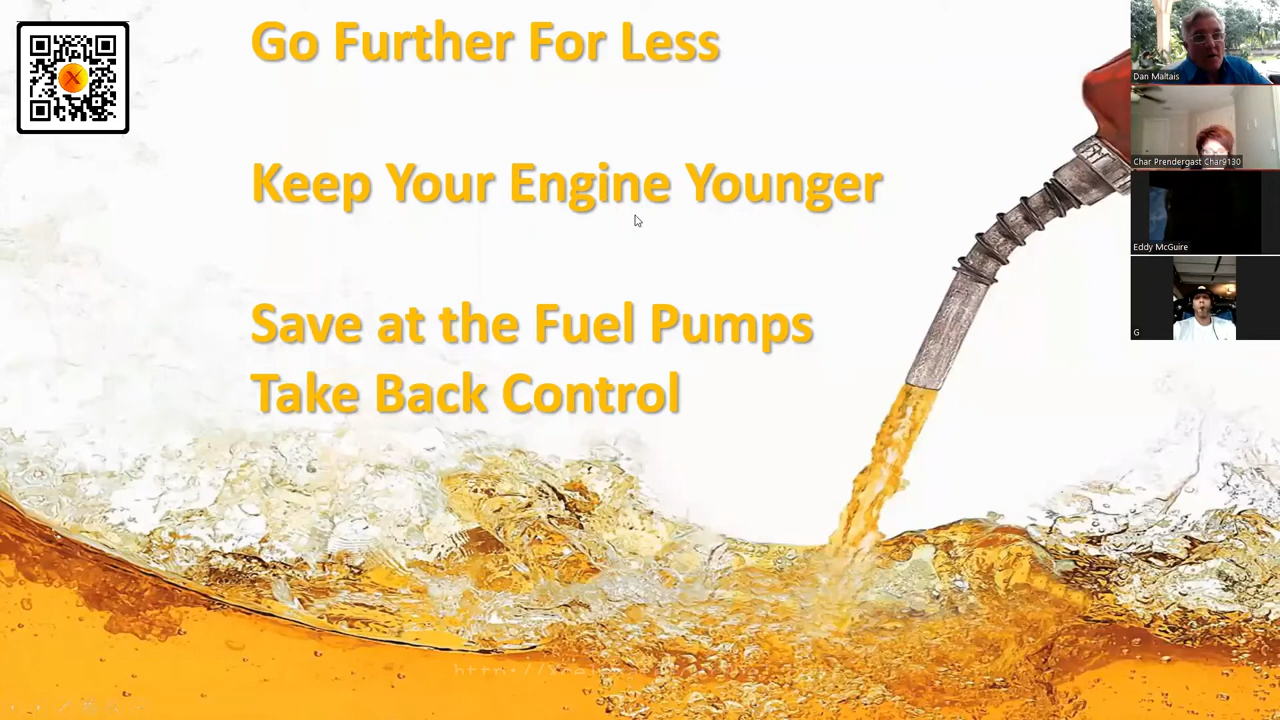 Go Further For Less
Keep Your Engine Younger
Save at the Fuel Pumps
Take Back Control
Dan Maltais
Char Prendergast Char9130
Eddy McGuire
G